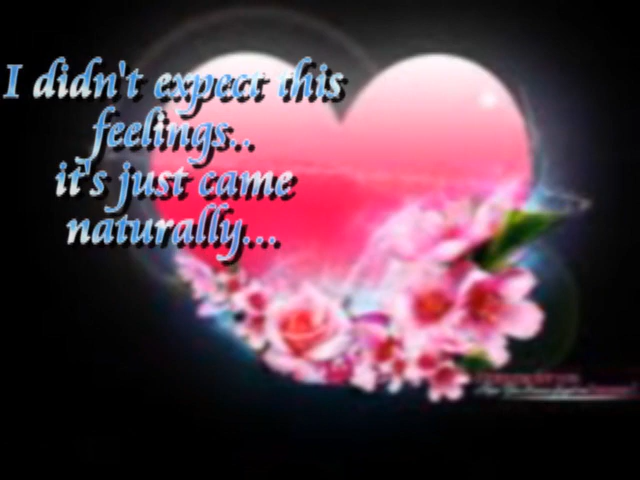 I didn't expect this
feelings..
it's just came
naturally...